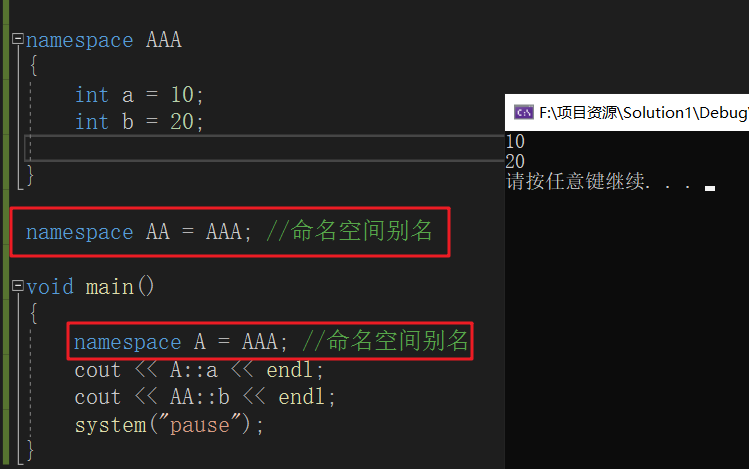 namespace AAA
{
int a = 10;
int b = 20;
}
namespace AA = AAA; //命名空间别名
void main()
{
namespace A = AAA; //命名空间别名
cout << A::a << endl;
cout << AA::b << endl;
system("pause");
}
F:\项目资源\Solution1\Debug\
10
20
请按任意键继续. . .